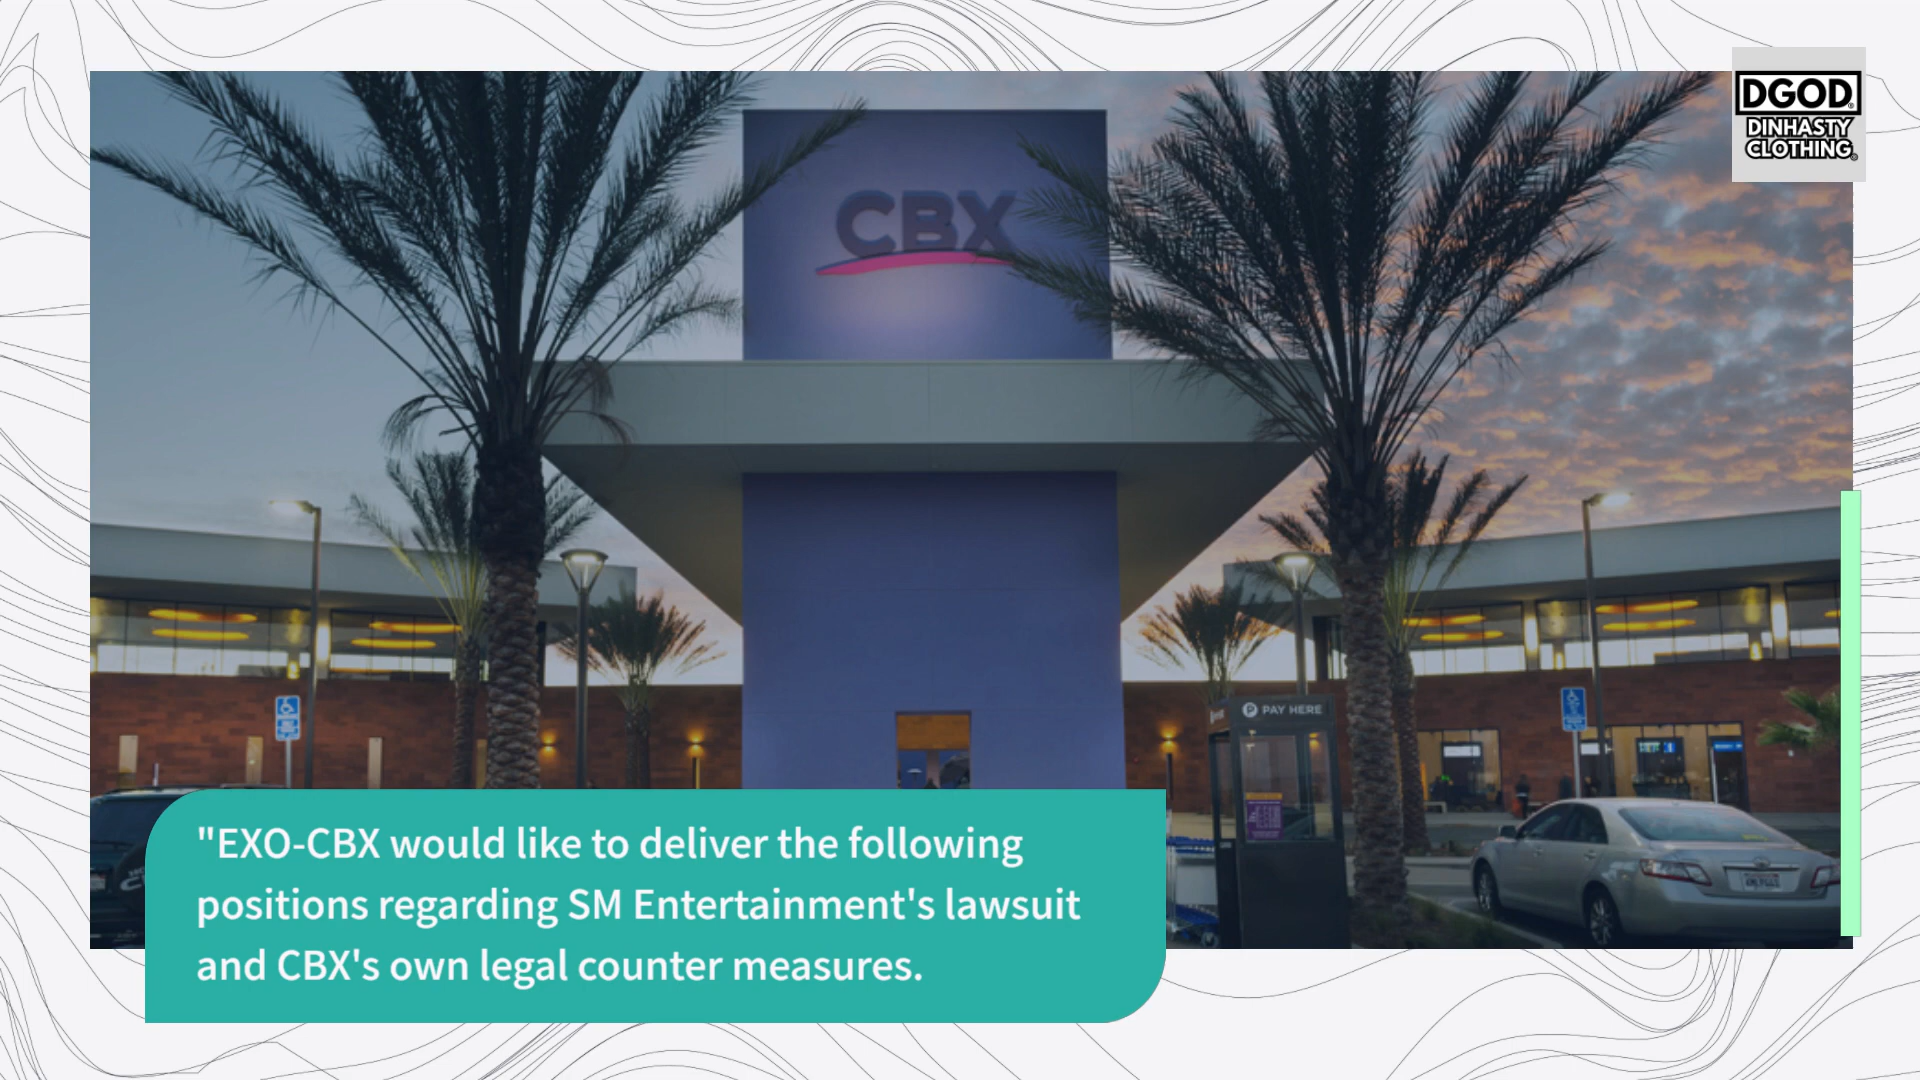 DGOD
DINHASTY
CLOTHING
CBX
PAY HERE
"EXO-CBX would like to deliver the following
positions regarding SM Entertainment's lawsuit
and CBX's own legal counter measures.